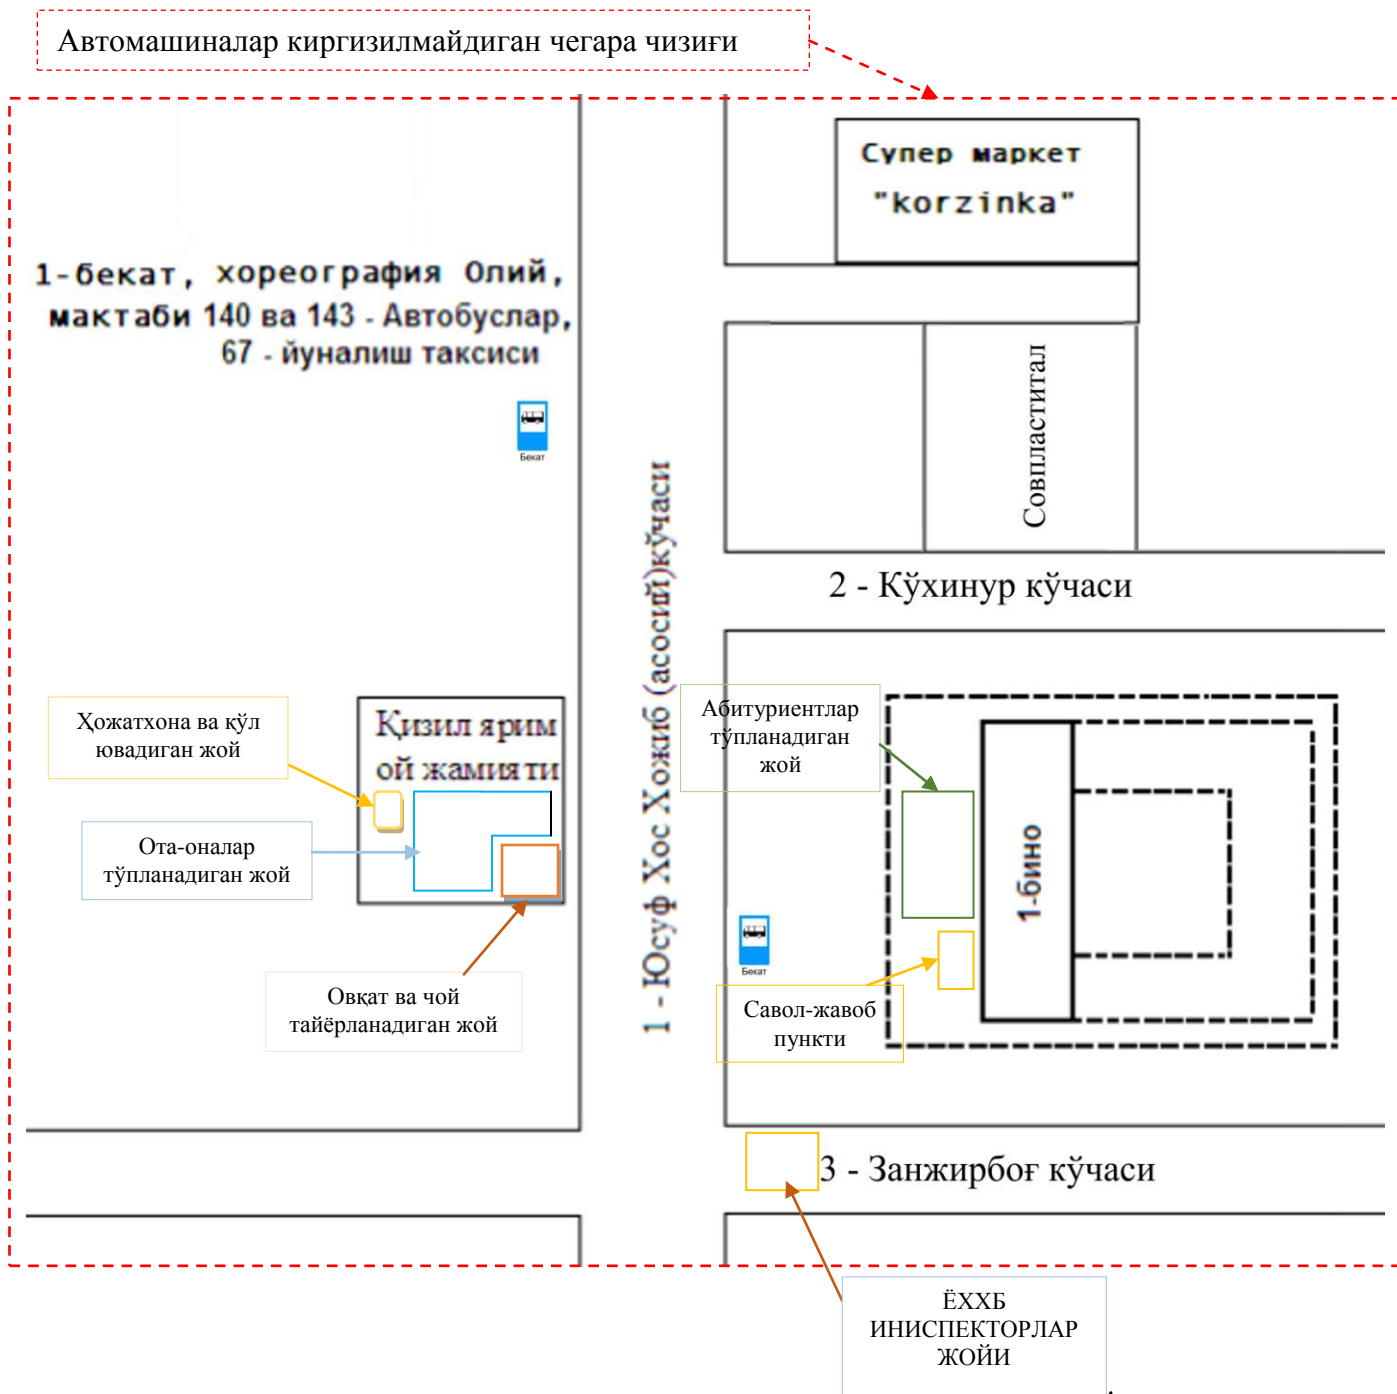 Автомашиналар киргизилмайдиган чегара чизиғи
Супер маркет
"korzinka"
1-бекат, хореография Олий,
мактаби 140 ва 143 - Автобуслар,
67 - йуналиш таксиси
Бекат
Совпластитал
2 - Кўхинур кўчаси
1 - Юсуф Хос Хожиб (асосий)кўчаси
Ҳожатхона ва қўл
ювадиган жой
Қизил ярим
ой жамияти
Ота-оналар
тўпланадиган жой
Овқат ва чой
тайёрланадиган жой
Абитуриентлар
тўпланадиган
жой
1-бино
Бекат
Савол-жавоб
пункти
3 - Занжирбоғ кўчаси
ЁХХБ
ИНИСПЕКТОРЛАР
ЖОЙИ